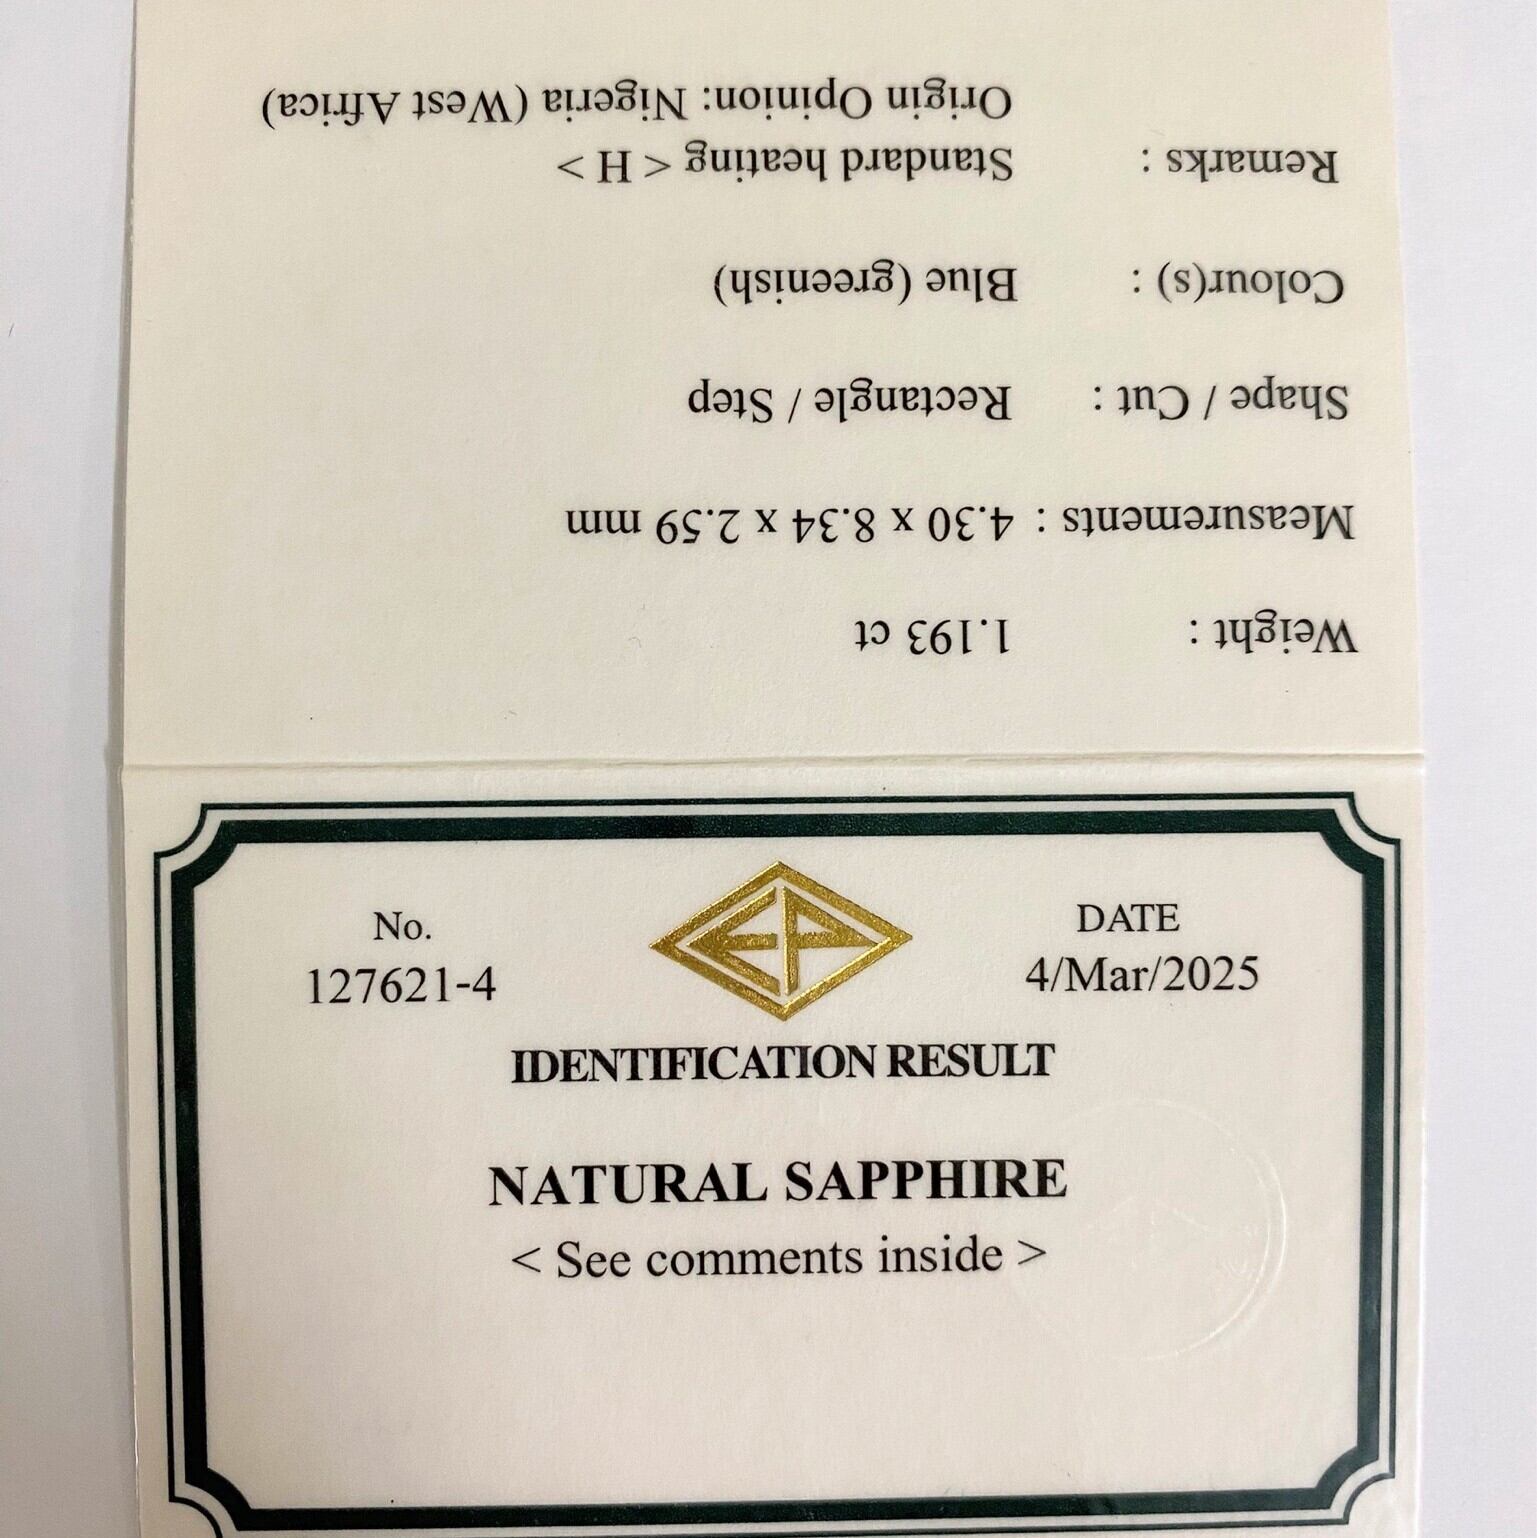 Weight : 1.193 ct
Measurements : 4.30 x 8.34 x 2.59 mm
Shape / Cut : Rectangle / Step
Colour(s) : Blue (greenish)
Remarks : Standard heating < H >
Origin Opinion: Nigeria (West Africa)
EP
No.
127621-4
DATE
4/Mar/2025
IDENTIFICATION RESULT
NATURAL SAPPHIRE
< See comments inside >